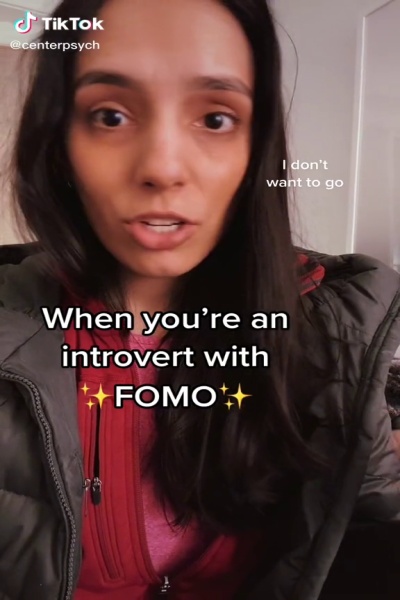 TikTok
@centerpsych
I don't
want to go
When you're an
introvert with
✨FOMO✨